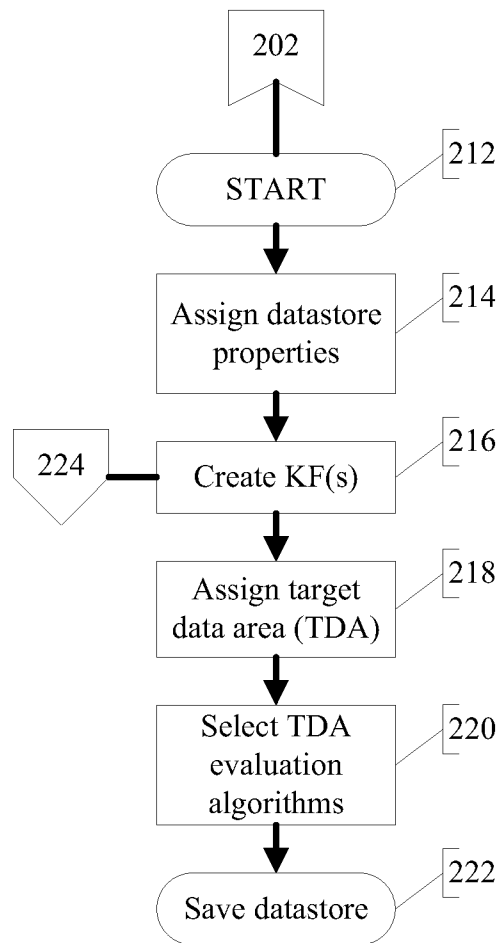 202
212
START
214
Assign datastore
properties
216
224
Create KF(s)
218
Assign target
data area (TDA)
220
Select TDA
evaluation
algorithms
222
Save datastore